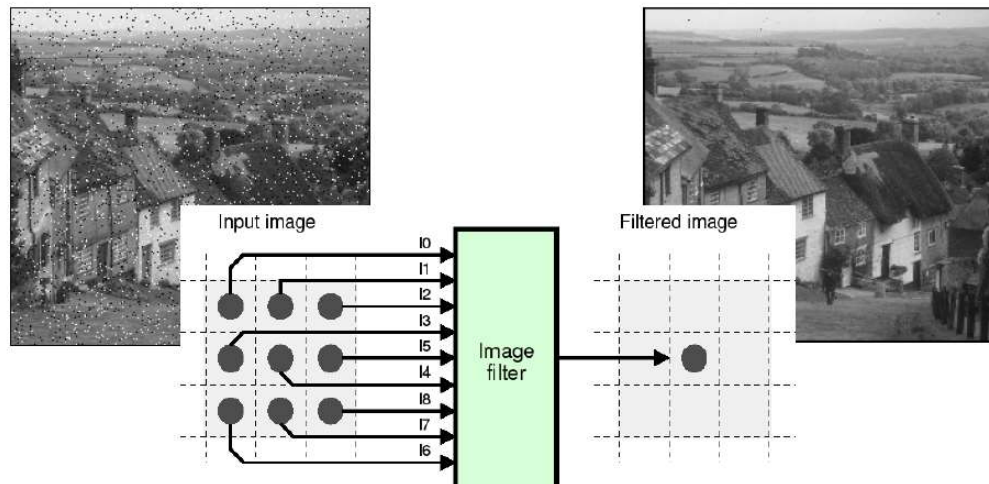 Input image
Filtered image
I0
I1
I2
I3
I5
I4
I8
I7
I6
Image
filter